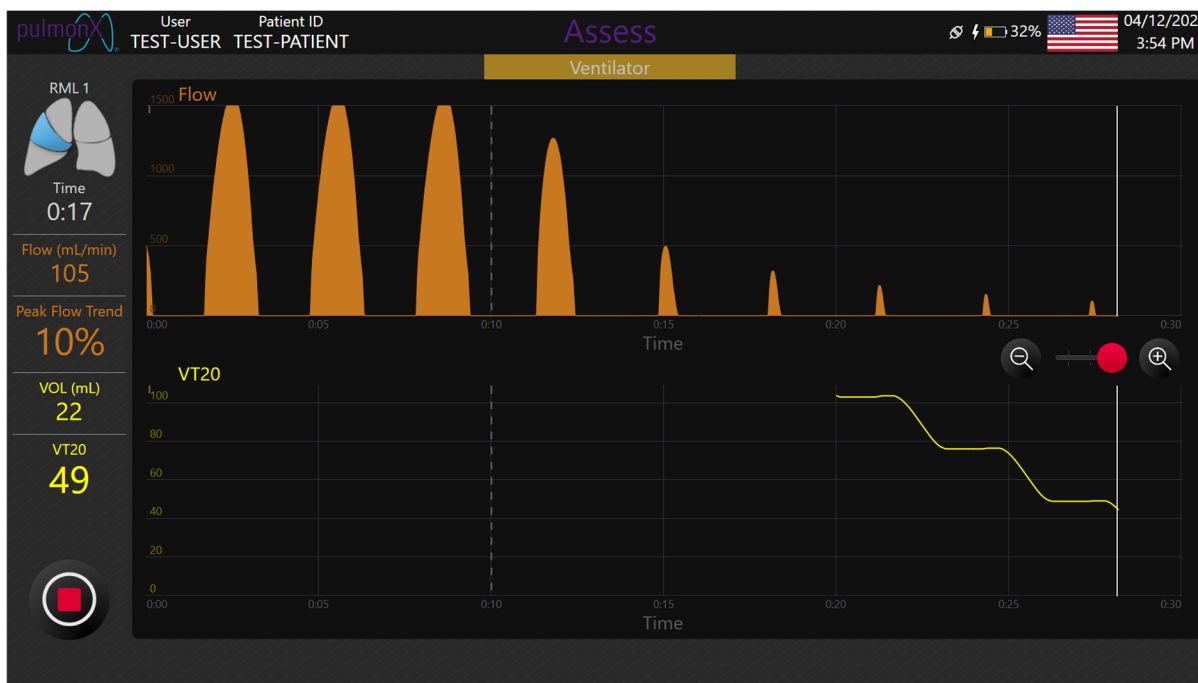 pulmonX
User
TEST-USER
Patient ID
TEST-PATIENT
Assess
32%
04/12/202
3:54 PM
Ventilator
RML 1
Time
0:17
Flow (mL/min)
105
Peak Flow Trend
10%
VOL (mL)
22
VT20
49
Flow
1500
1000
500
0
0:00 0:05 0:10 0:15 0:20 0:25 0:30
Time
VT20
100
80
60
40
20
0
0:00 0:05 0:10 0:15 0:20 0:25 0:30
Time